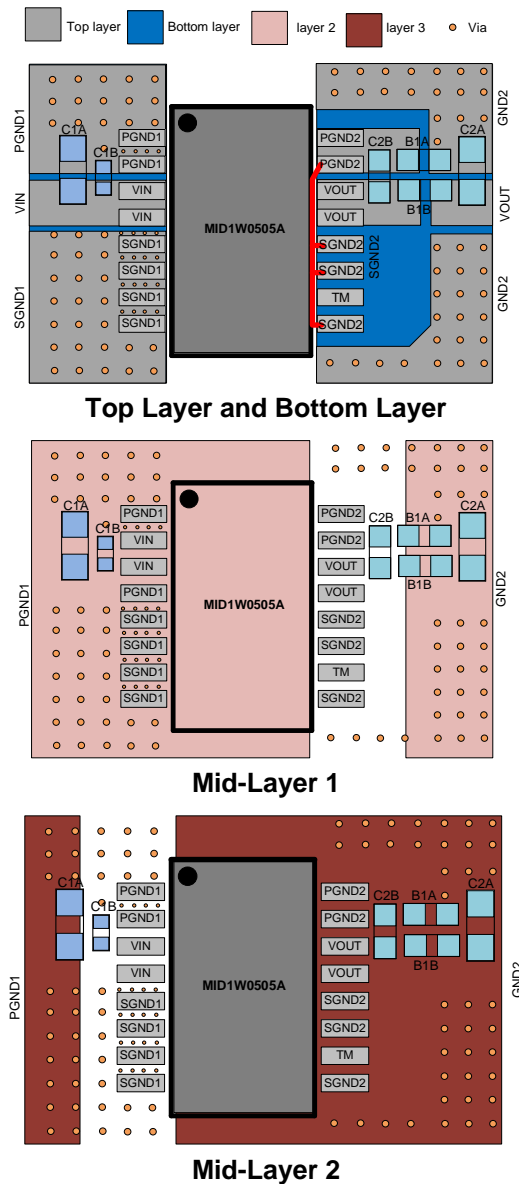 Top layer
Bottom layer
layer 2
layer 3
Via
PGND1
VIN
SGND1
C1A
C1B
PGND1
PGND1
VIN
VIN
SGND1
SGND1
SGND1
SGND1
MID1W0505A
PGND2
PGND2
VOUT
VOUT
SGND2
SGND2
TM
SGND2
SGND2
C2B
B1A
B1B
C2A
GND2
VOUT
GND2
Top Layer and Bottom Layer
PGND1
C1A
C1B
PGND1
VIN
VIN
PGND1
SGND1
SGND1
SGND1
SGND1
MID1W0505A
PGND2
PGND2
VOUT
VOUT
SGND2
SGND2
TM
SGND2
C2B
B1A
B1B
C2A
GND2
Mid-Layer 1
PGND1
C1A
C1B
PGND1
PGND1
VIN
VIN
SGND1
SGND1
SGND1
SGND1
MID1W0505A
PGND2
PGND2
VOUT
VOUT
SGND2
SGND2
TM
SGND2
C2B
B1A
B1B
C2A
GND2
Mid-Layer 2